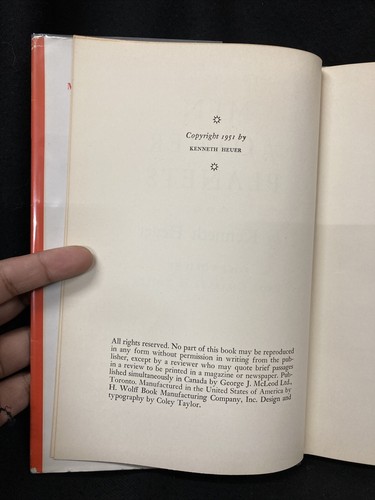 Copyright 1951 by
KENNETH HEUER
All rights reserved. No part of this book may be reproduced
in any form without permission in writing from the pub-
lisher, except by a reviewer who may quote brief passages
in a review to be printed in a magazine or newspaper. Pub-
lished simultaneously in Canada by George J. McLeod Ltd.,
Toronto. Manufactured in the United States of America by
H. Wolff Book Manufacturing Company, Inc. Design and
typography by Coley Taylor.